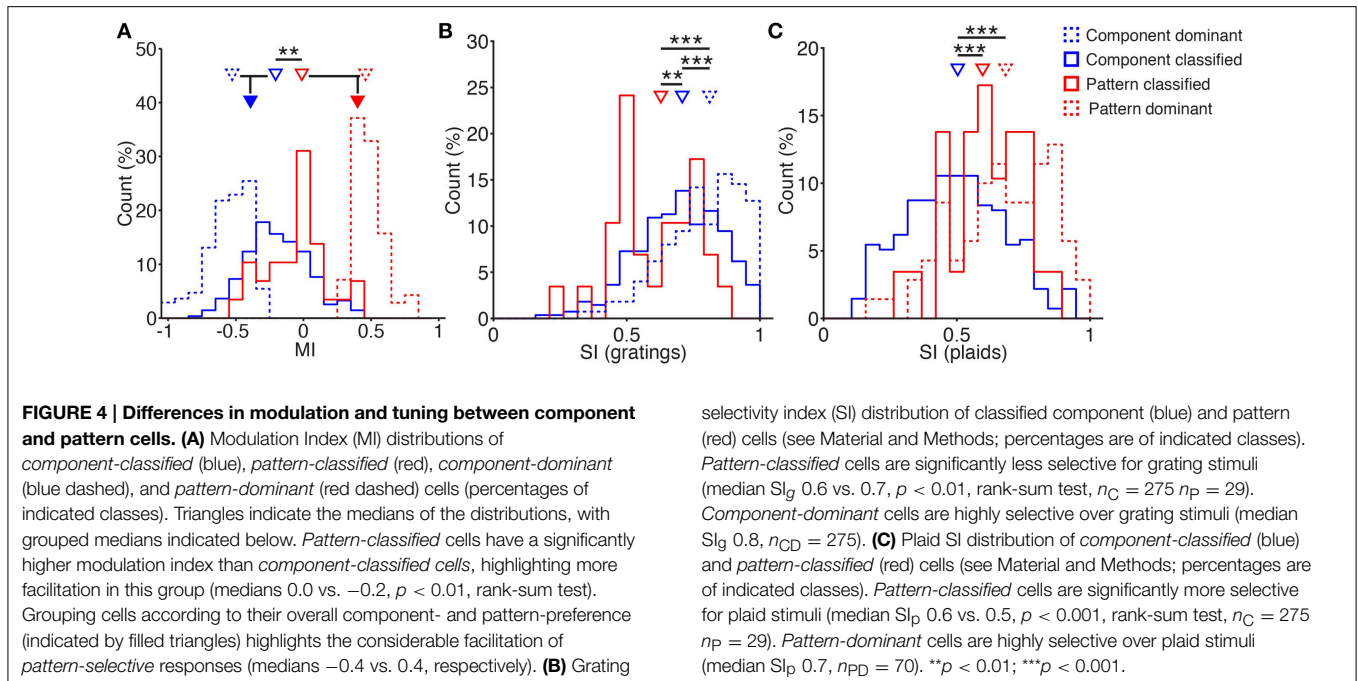 A
B
C
50
40
30
20
10
0
-1
-0.5
0
0.5
1
MI
Count (%)
**
30
25
20
15
10
5
0
0
0.5
1
SI (gratings)
Count (%)
***
***
**
20
15
10
5
0
0
0.5
1
SI (plaids)
Count (%)
***
***
Component dominant
Component classified
Pattern classified
Pattern dominant
FIGURE 4 | Differences in modulation and tuning between component
and pattern cells. (A) Modulation Index (MI) distributions of
component-classified (blue), pattern-classified (red), component-dominant
(blue dashed), and pattern-dominant (red dashed) cells (percentages of
indicated classes). Triangles indicate the medians of the distributions, with
grouped medians indicated below. Pattern-classified cells have a significantly
higher modulation index than component-classified cells, highlighting more
facilitation in this group (medians 0.0 vs. −0.2, p < 0.01, rank-sum test).
Grouping cells according to their overall component- and pattern-preference
(indicated by filled triangles) highlights the considerable facilitation of
pattern-selective responses (medians −0.4 vs. 0.4, respectively). (B) Grating
selectivity index (SI) distribution of classified component (blue) and pattern
(red) cells (see Material and Methods; percentages are of indicated classes).
Pattern-classified cells are significantly less selective for grating stimuli
(median SIg 0.6 vs. 0.7, p < 0.01, rank-sum test, nC = 275 nP = 29).
Component-dominant cells are highly selective over grating stimuli (median
SIg 0.8, nCD = 275). (C) Plaid SI distribution of component-classified (blue)
and pattern-classified (red) cells (see Material and Methods; percentages are
of indicated classes). Pattern-classified cells are significantly more selective
for plaid stimuli (median SIp 0.6 vs. 0.5, p < 0.001, rank-sum test, nC = 275
nP = 29). Pattern-dominant cells are highly selective over plaid stimuli
(median SIp 0.7, nPD = 70). **p < 0.01; ***p < 0.001.